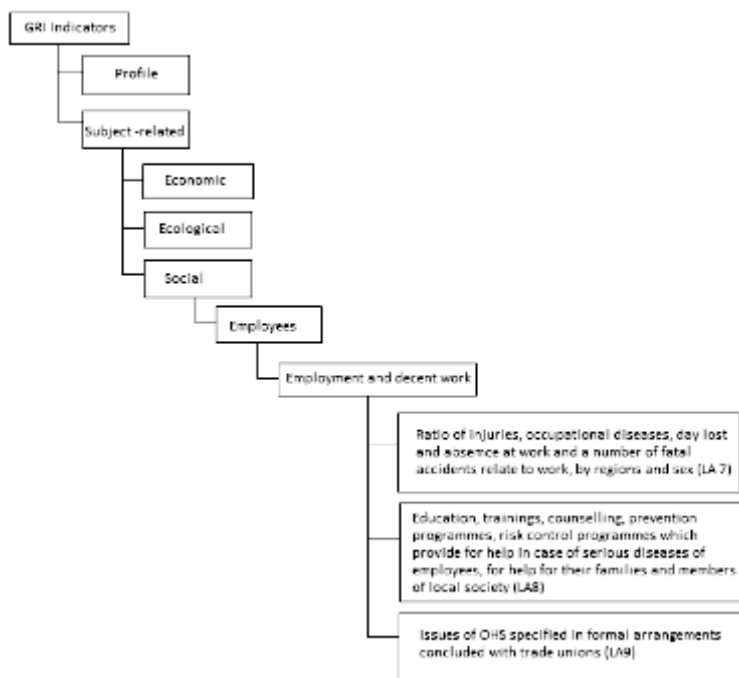 GRI Indicators
Profile
Subject -related
Economic
Ecological
Social
Employees
Employment and decent work
Ratio of injuries, occupational diseases, day lost
and absence at work and a number of fatal
accidents relate to work, by regions and sex (LA 7)
Education, trainings, counselling, prevention
programmes, risk control programmes which
provide for help in case of serious diseases of
employees, for help for their families and members
of local society (LA8)
Issues of OHS specified in formal arrangements
concluded with trade unions (LA9)